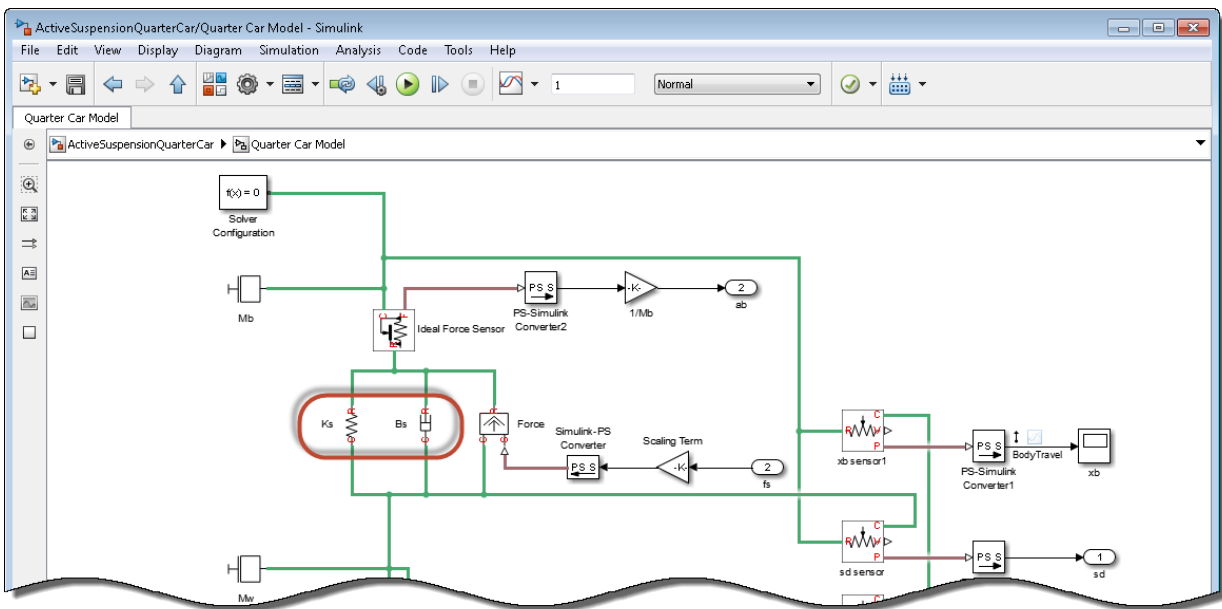 ActiveSuspensionQuarterCar/Quarter Car Model - Simulink
File Edit View Display Diagram Simulation Analysis Code Tools Help
1
Normal
Quarter Car Model
ActiveSuspensionQuarterCar Quarter Car Model
f(x) = 0
Solver
Configuration
Mb
C
F
R
Ideal Force Sensor
PS S
PS-Simulink
Converter2
-K-
1/Mb
2
ab
Ks
R
C
Bs
R
C
R
C
S
Force
Simulink-PS
Converter
PS S
Scaling Term
-K-
2
fs
R
C
V
P
xb sensor1
PS S
PS-Simulink
Converter1
BodyTravel
xb
R
C
V
P
sd sensor
PS S
1
sd
Mw
C